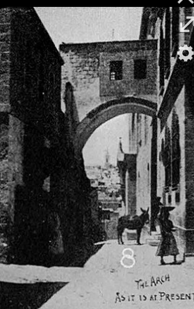 8
THE ARCH
AS IT IS AT PRESENT